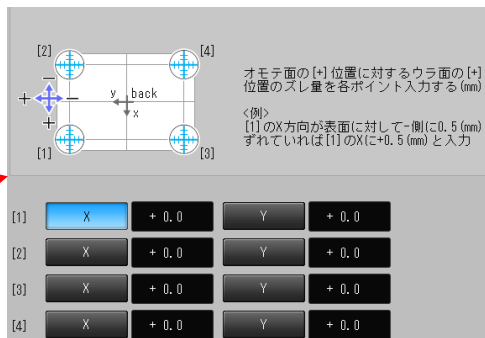 [2]
[4]
y back
x
[1]
[3]
オモテ面の[+]位置に対するウラ面の[+]
位置のズレ量を各ポイント入力する(mm)
<例>
[1]のX方向が表面に対して-側に0.5(mm)
ずれていれば[1]のXに+0.5(mm)と入力
[1] X + 0.0 Y + 0.0
[2] X + 0.0 Y + 0.0
[3] X + 0.0 Y + 0.0
[4] X + 0.0 Y + 0.0